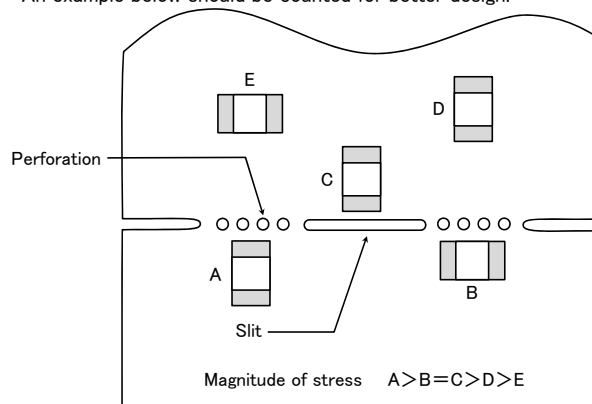 An example below should be counted for better design.
E
D
Perforation
C
A
B
Slit
Magnitude of stress A>B=C>D>E